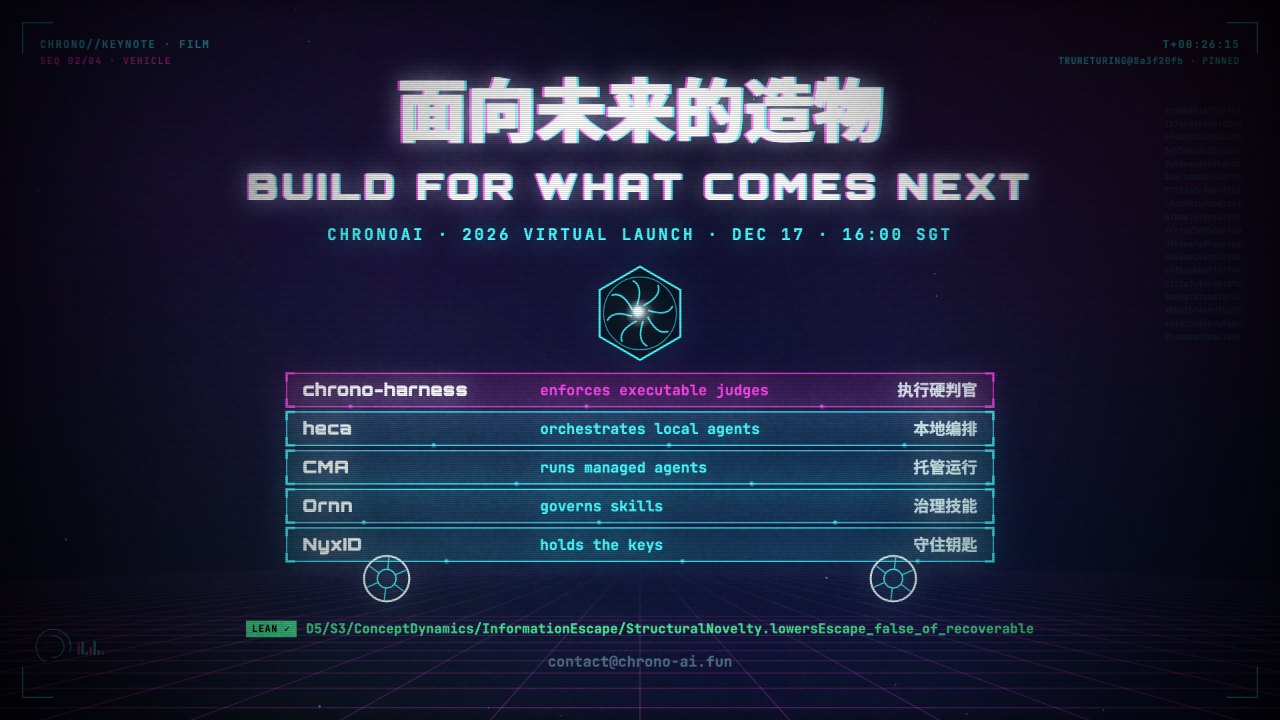 CHRONO//KEYNOTE · FILM
SEQ 02/04 · VEHICLE
T+00:26:15
TRURETURING@8a3f20fb · PINNED
面向未来的造物
BUILD FOR WHAT COMES NEXT
CHRONOAI · 2026 VIRTUAL LAUNCH · DEC 17 · 16:00 SGT
chrono-harness enforces executable judges 执行硬判官
heca orchestrates local agents 本地编排
CMA runs managed agents 托管运行
Ornn governs skills 治理技能
NyxID holds the keys 守住钥匙
LEAN ✓ D5/S3/ConceptDynamics/InformationEscape/StructuralNovelty.lowersEscape_false_of_recoverable
contact@chrono-ai.fun